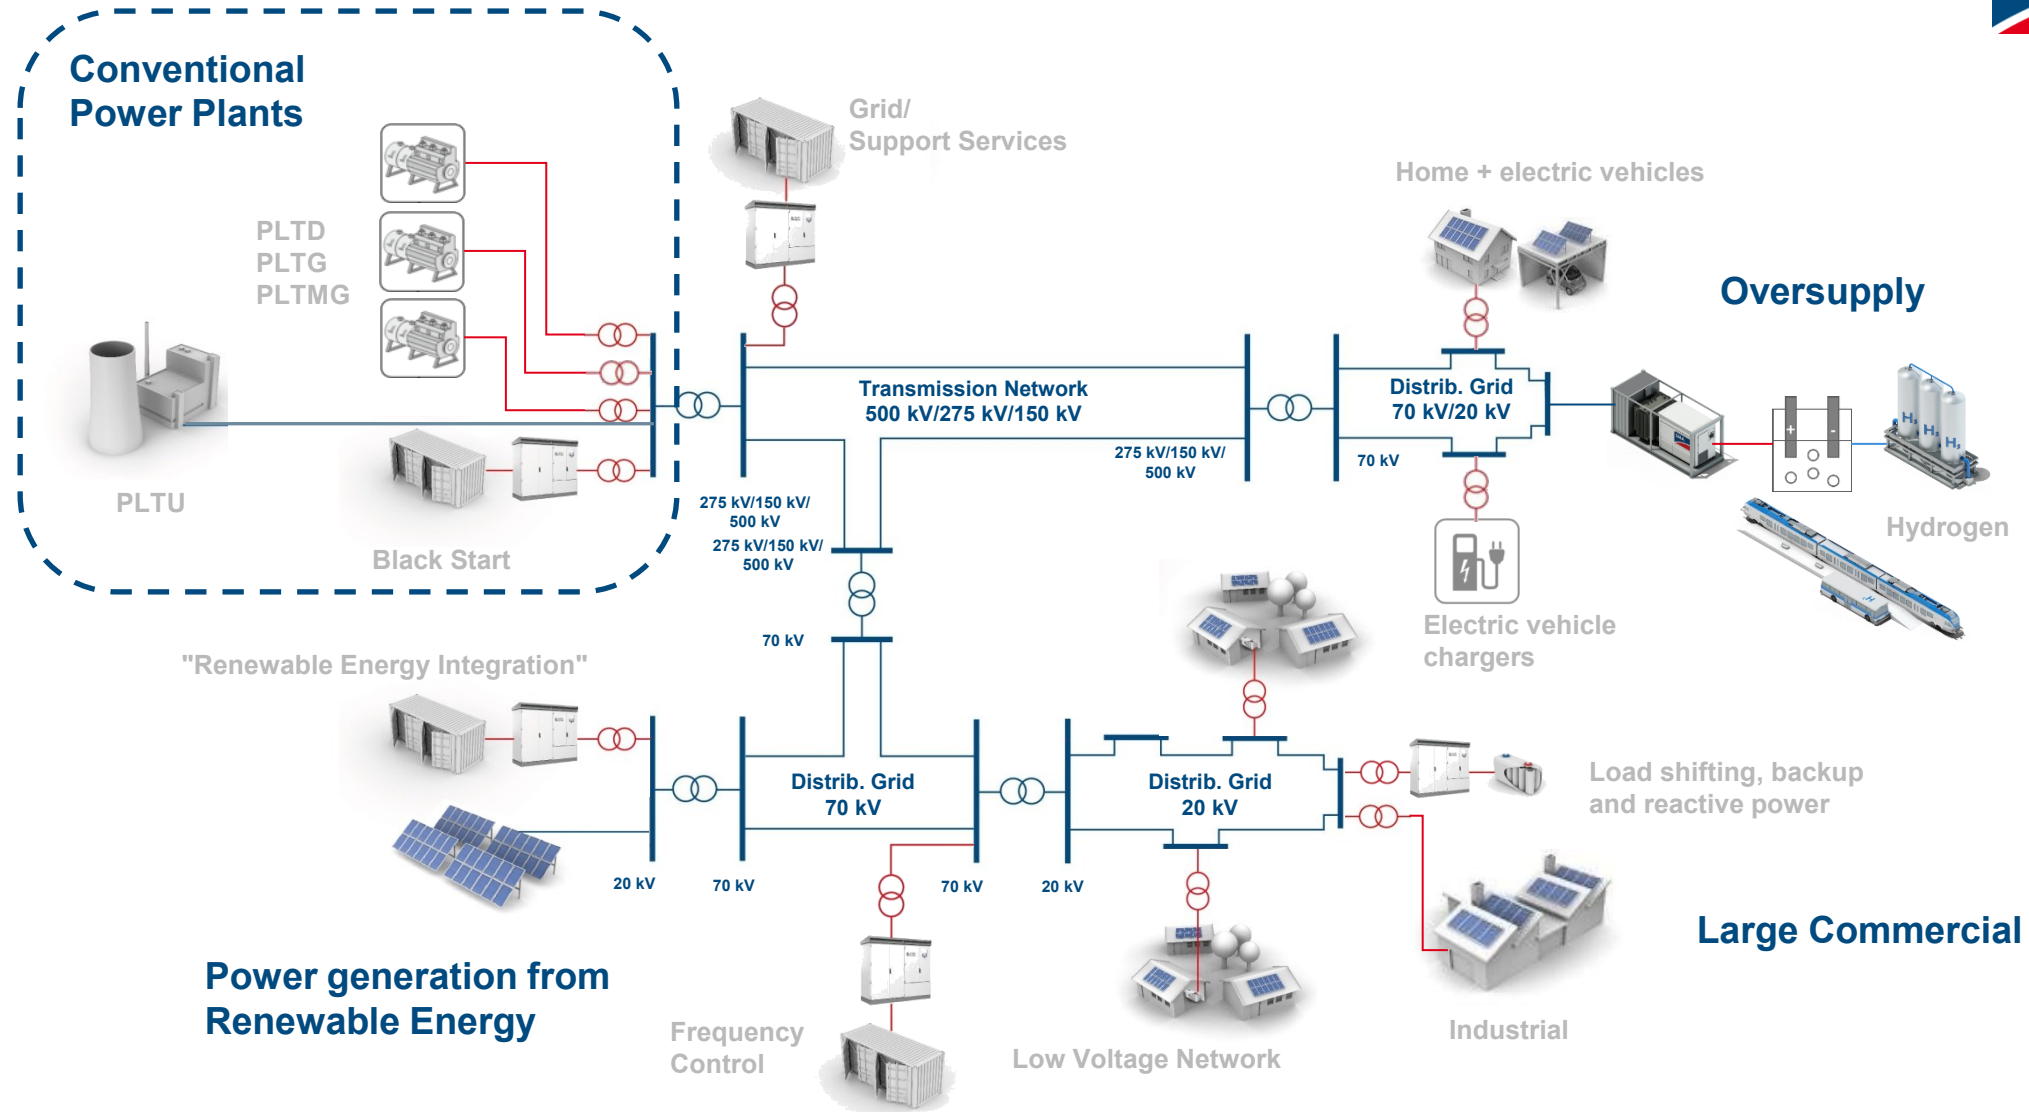 Conventional
Power Plants
PLTD
PLTG
PLTMG
PLTU
Black Start
Grid/
Support Services
Home + electric vehicles
Oversupply
Transmission Network
500 kV/275 kV/150 kV
Distrib. Grid
70 kV/20 kV
275 kV/150 kV/
500 kV
70 kV
275 kV/150 kV/
500 kV
275 kV/150 kV/
500 kV
+
-
H₂
H₂
H₂
Hydrogen
Electric vehicle
chargers
70 kV
"Renewable Energy Integration"
Distrib. Grid
70 kV
Distrib. Grid
20 kV
Load shifting, backup
and reactive power
20 kV
70 kV
70 kV
20 kV
Large Commercial
Power generation from
Renewable Energy
Frequency
Control
Low Voltage Network
Industrial